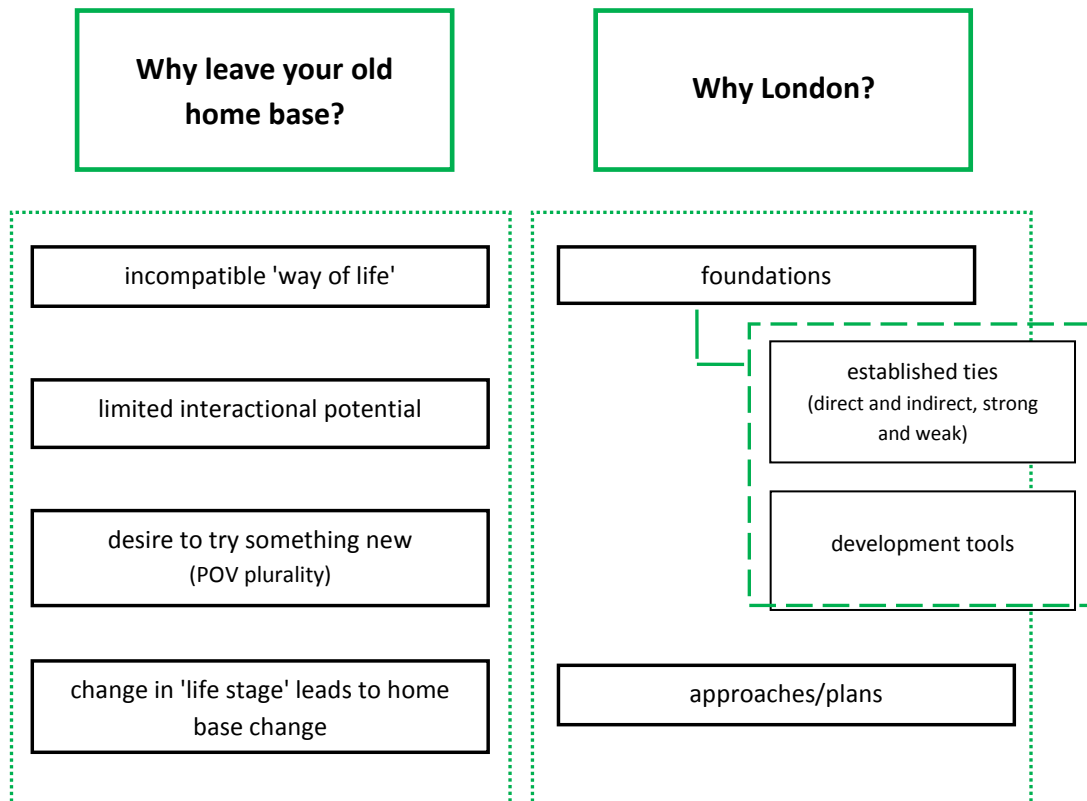 Why leave your old
home base?
Why London?
incompatible 'way of life'
limited interactional potential
desire to try something new
(POV plurality)
change in 'life stage' leads to home
base change
foundations
established ties
(direct and indirect, strong
and weak)
development tools
approaches/plans